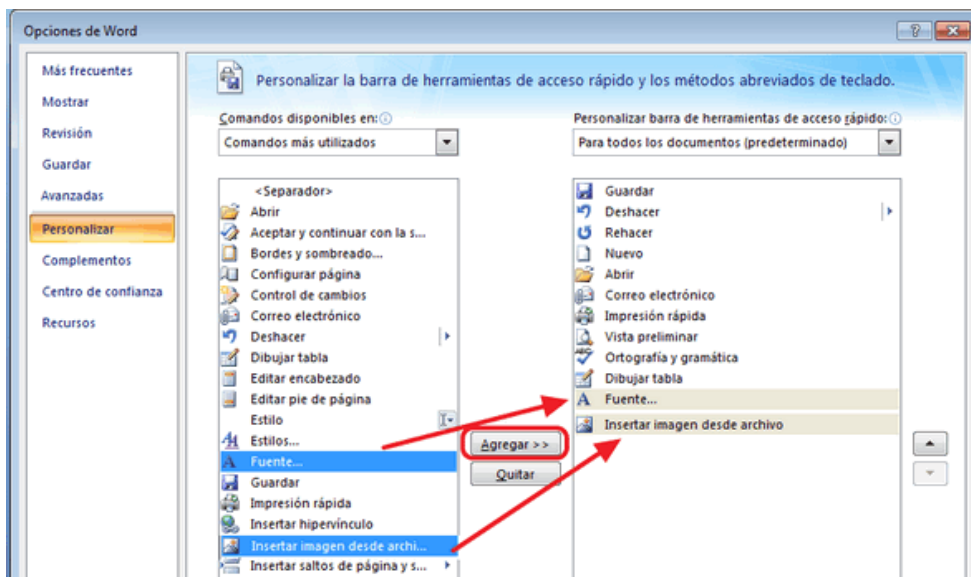 Opciones de Word
Más frecuentes
Mostrar
Revisión
Guardar
Avanzadas
Personalizar
Complementos
Centro de confianza
Recursos
Personalizar la barra de herramientas de acceso rápido y los métodos abreviados de teclado.
Comandos disponibles en:
Comandos más utilizados
<Separador>
Abrir
Aceptar y continuar con la s...
Bordes y sombreado...
Configurar página
Control de cambios
Correo electrónico
Deshacer
Dibujar tabla
Editar encabezado
Editar pie de página
Estilo
Estilos...
Fuente...
Guardar
Impresión rápida
Insertar hipervínculo
Insertar imagen desde archi...
Insertar saltos de página y s...
Agregar >>
Quitar
Personalizar barra de herramientas de acceso rápido:
Para todos los documentos (predeterminado)
Guardar
Deshacer
Rehacer
Nuevo
Abrir
Correo electrónico
Impresión rápida
Vista preliminar
Ortografía y gramática
Dibujar tabla
Fuente...
Insertar imagen desde archivo